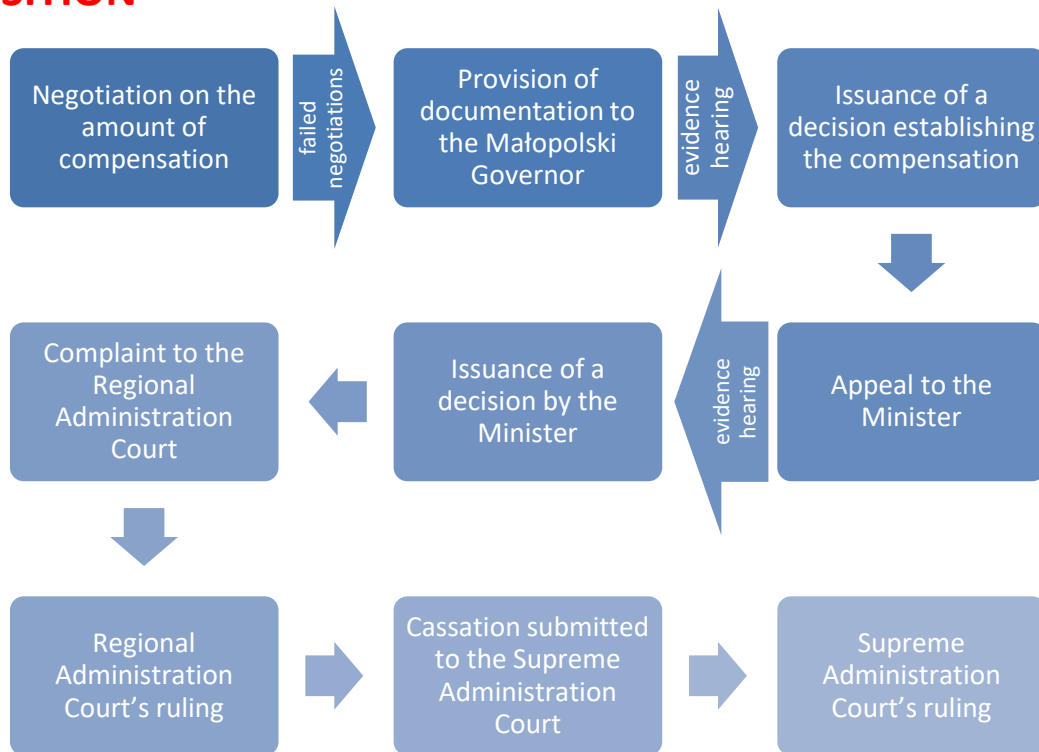 Negotiation on the
amount of
compensation
failed
negotiations
Provision of
documentation to
the Małopolski
Governor
evidence
hearing
Issuance of a
decision establishing
the compensation
Appeal to the
Minister
evidence
hearing
Issuance of a
decision by the
Minister
Complaint to the
Regional
Administration
Court
Regional
Administration
Court’s ruling
Cassation submitted
to the Supreme
Administration
Court
Supreme
Administration
Court’s ruling